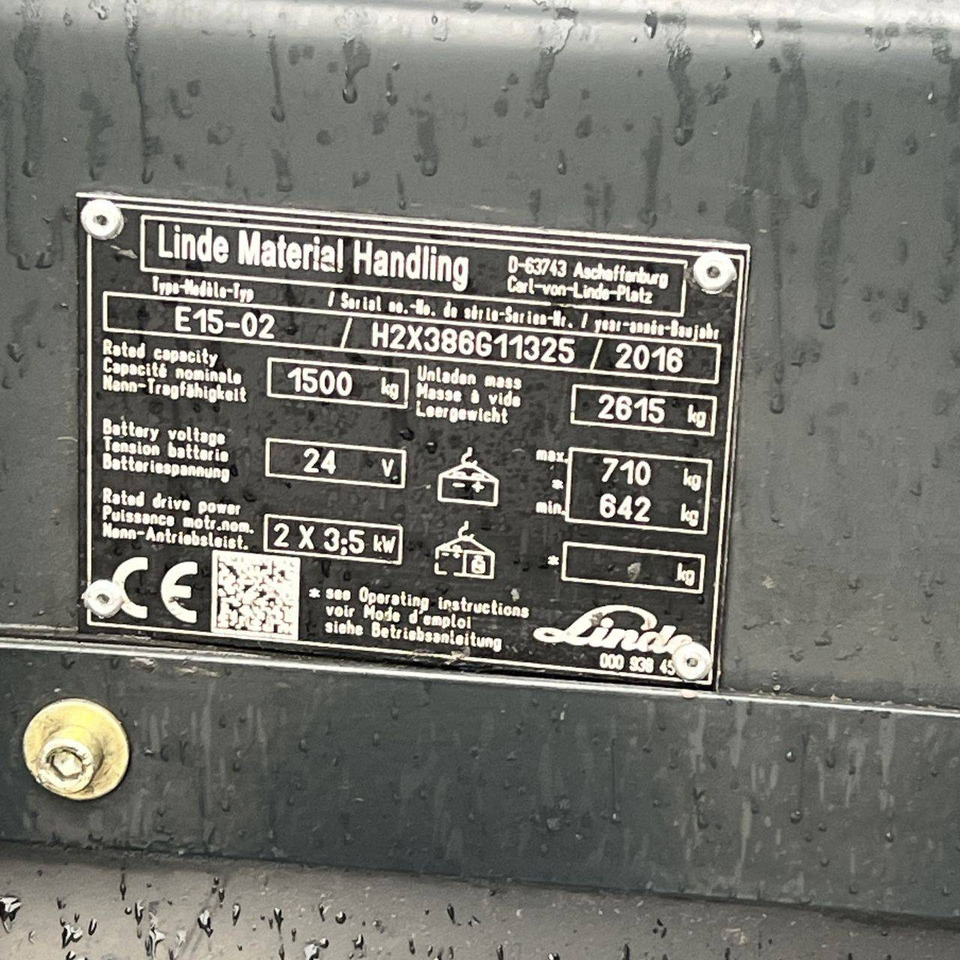 Linde Material Handling
D-63743 Aschaffenburg
Carl-von-Linde-Platz
Type-Modèle-Typ / Serial no.-No. de série-Serien-Nr. / year-année-Baujahr
E15-02 / H2X386G11325 / 2016
Rated capacity
Capacité nominale
Nenn-Tragfähigkeit
1500 kg
Unladen mass
Masse à vide
Leergewicht
2615 kg
Battery voltage
Tension batterie
Batteriespannung
24 V.
- +
max. 710 kg
*
min. 642 kg
Rated drive power
Puissance motr.nom.
Nenn-Antriebsleist.
2 X 3;5 kW
* kg
CE
* see Operating instructions
voir Mode d'emploi
siehe Betriebsanleitung
Linde
000 936 45